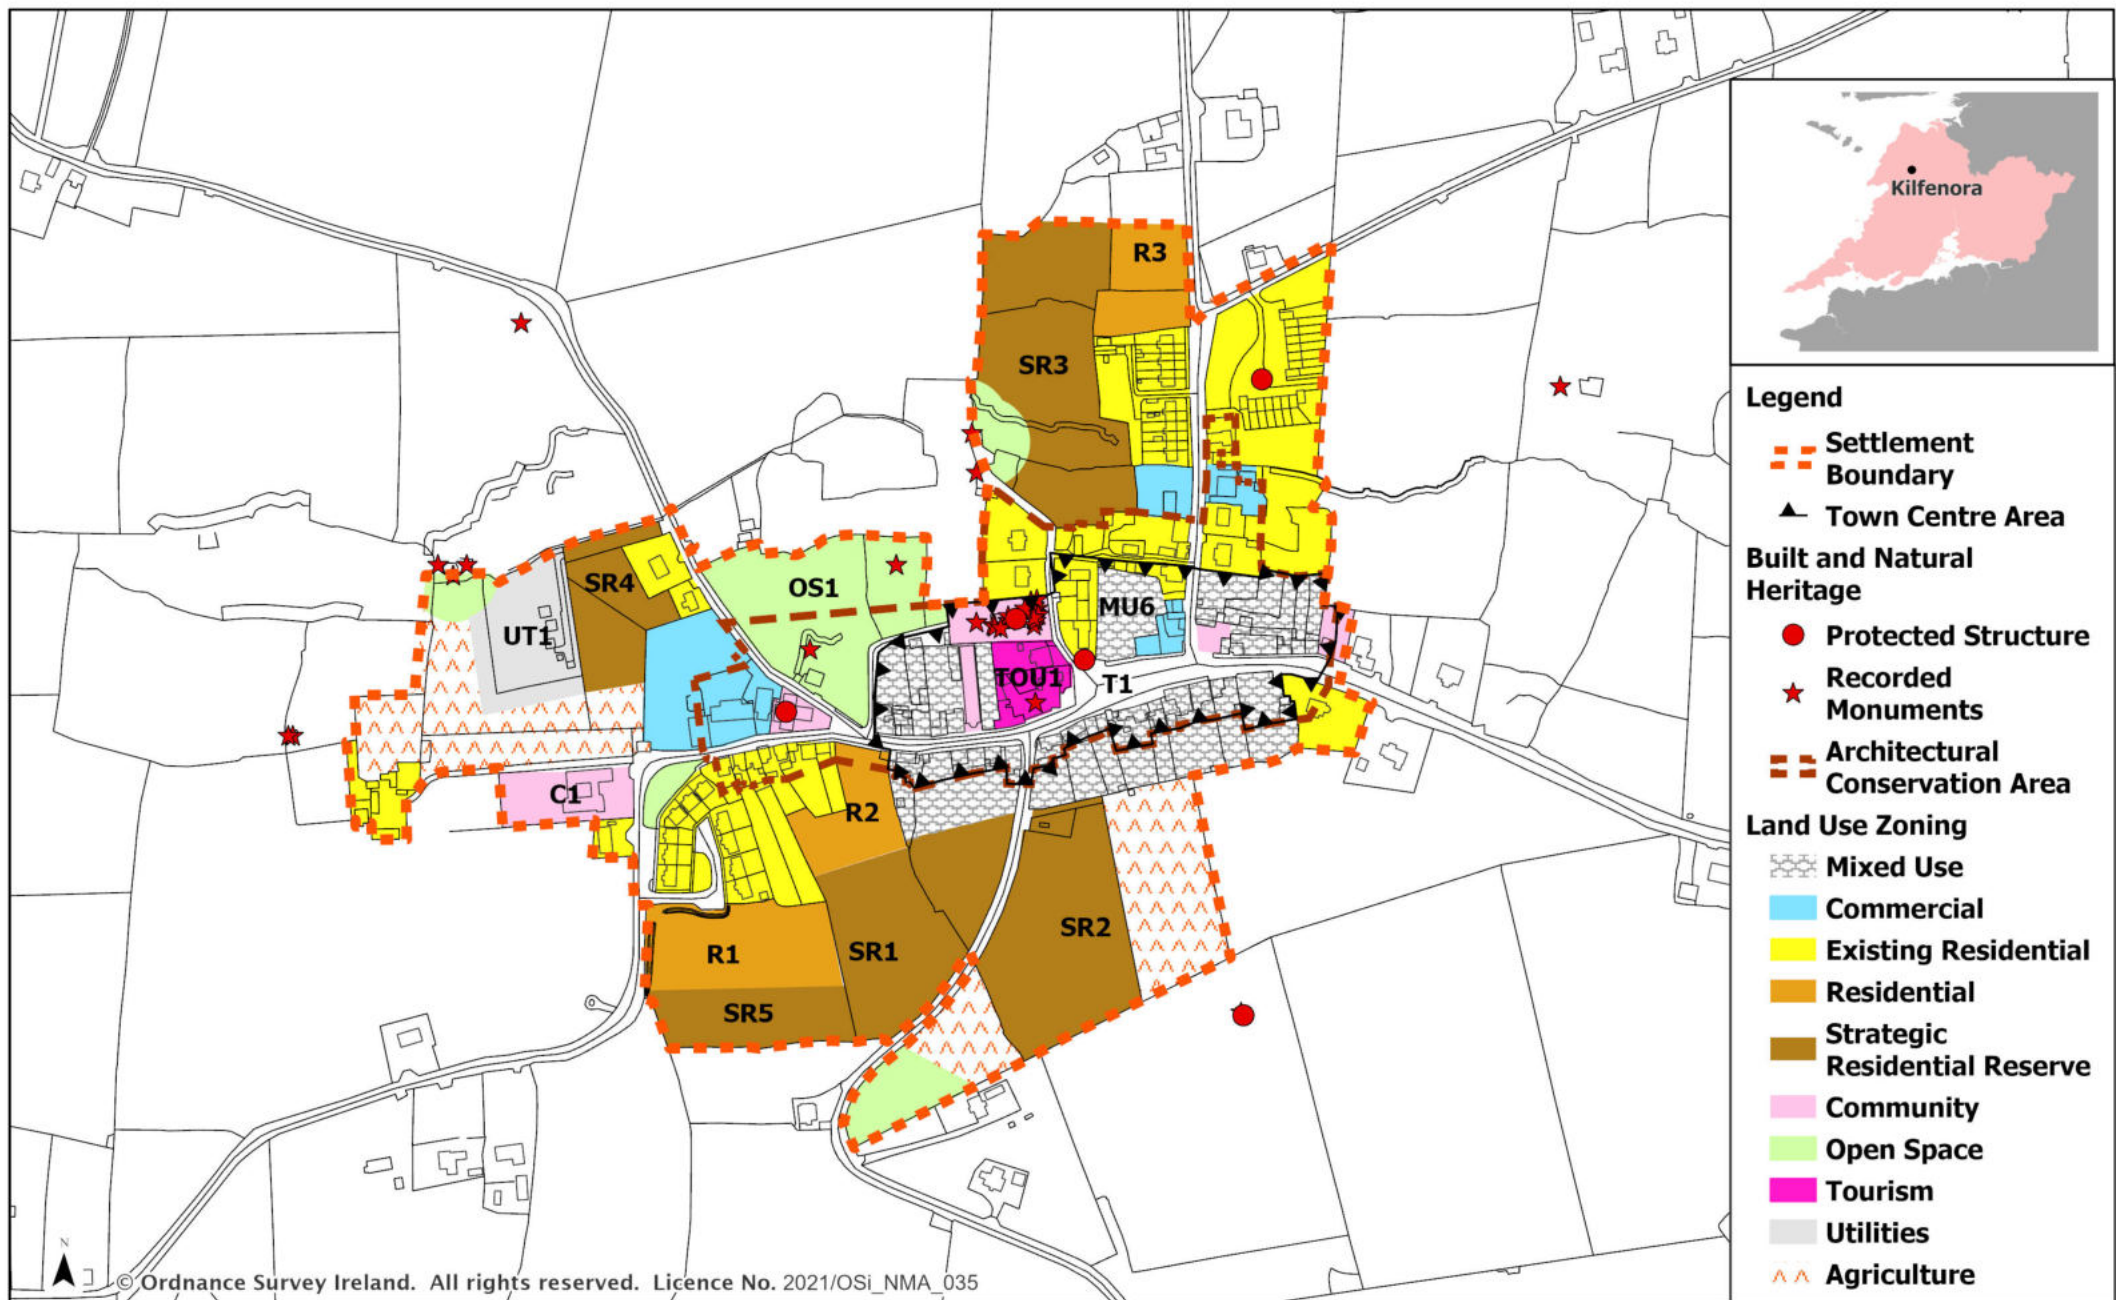 Kilfenora
Legend
Settlement
Boundary
Town Centre Area
Built and Natural
Heritage
Protected Structure
Recorded
Monuments
Architectural
Conservation Area
Land Use Zoning
Mixed Use
Commercial
Existing Residential
Residential
Strategic
Residential Reserve
Community
Open Space
Tourism
Utilities
Agriculture
R3
SR3
SR4
OS1
MU6
UT1
TOU1
T1
C1
R2
SR2
R1
SR1
SR5
N
© Ordnance Survey Ireland. All rights reserved. Licence No. 2021/OSi_NMA_035